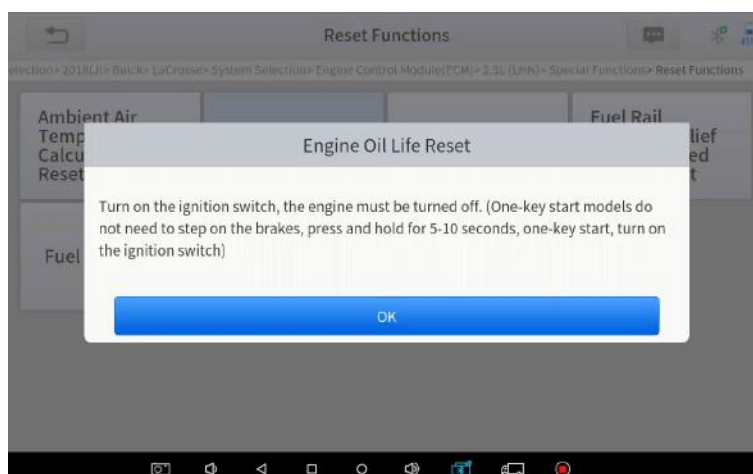 Reset Functions
election> 2018(J)> Buick> LaCrosse> System Selection> Engine Control Module(ECM)> 2.5L (LHN)> Special Functions> Reset Functions
Ambient Air
Temp
Calcu
Reset
Fuel Rail
lief
ed
t
Engine Oil Life Reset
Turn on the ignition switch, the engine must be turned off. (One-key start models do
not need to step on the brakes, press and hold for 5-10 seconds, one-key start, turn on
the ignition switch)
Fuel
OK